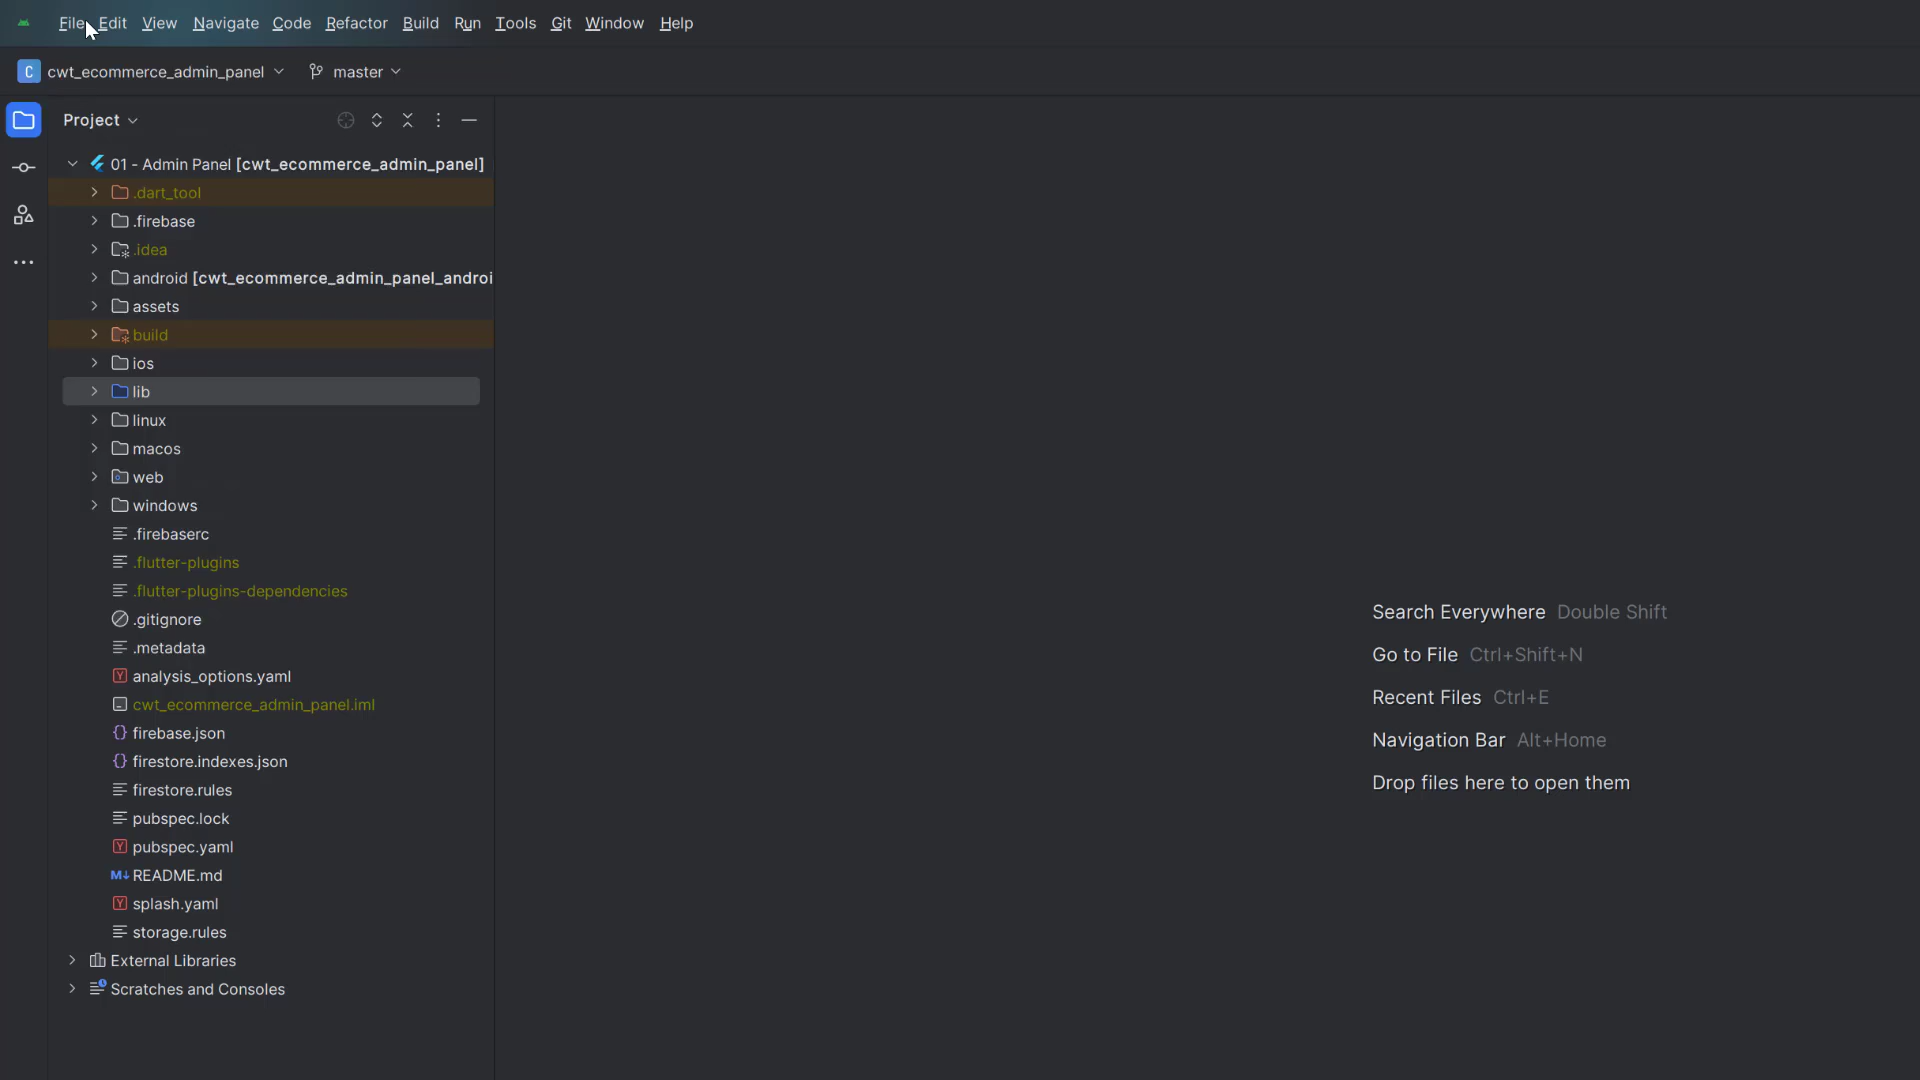 File Edit View Navigate Code Refactor Build Run Tools Git Window Help
C cwt_ecommerce_admin_panel master
Project
01 - Admin Panel [cwt_ecommerce_admin_panel]
.dart_tool
.firebase
.idea
android [cwt_ecommerce_admin_panel_androi
assets
build
ios
lib
linux
macos
web
windows
.firebaserc
.flutter-plugins
.flutter-plugins-dependencies
.gitignore
.metadata
analysis_options.yaml
cwt_ecommerce_admin_panel.iml
firebase.json
firestore.indexes.json
firestore.rules
pubspec.lock
pubspec.yaml
README.md
splash.yaml
storage.rules
External Libraries
Scratches and Consoles
Search Everywhere Double Shift
Go to File Ctrl+Shift+N
Recent Files Ctrl+E
Navigation Bar Alt+Home
Drop files here to open them